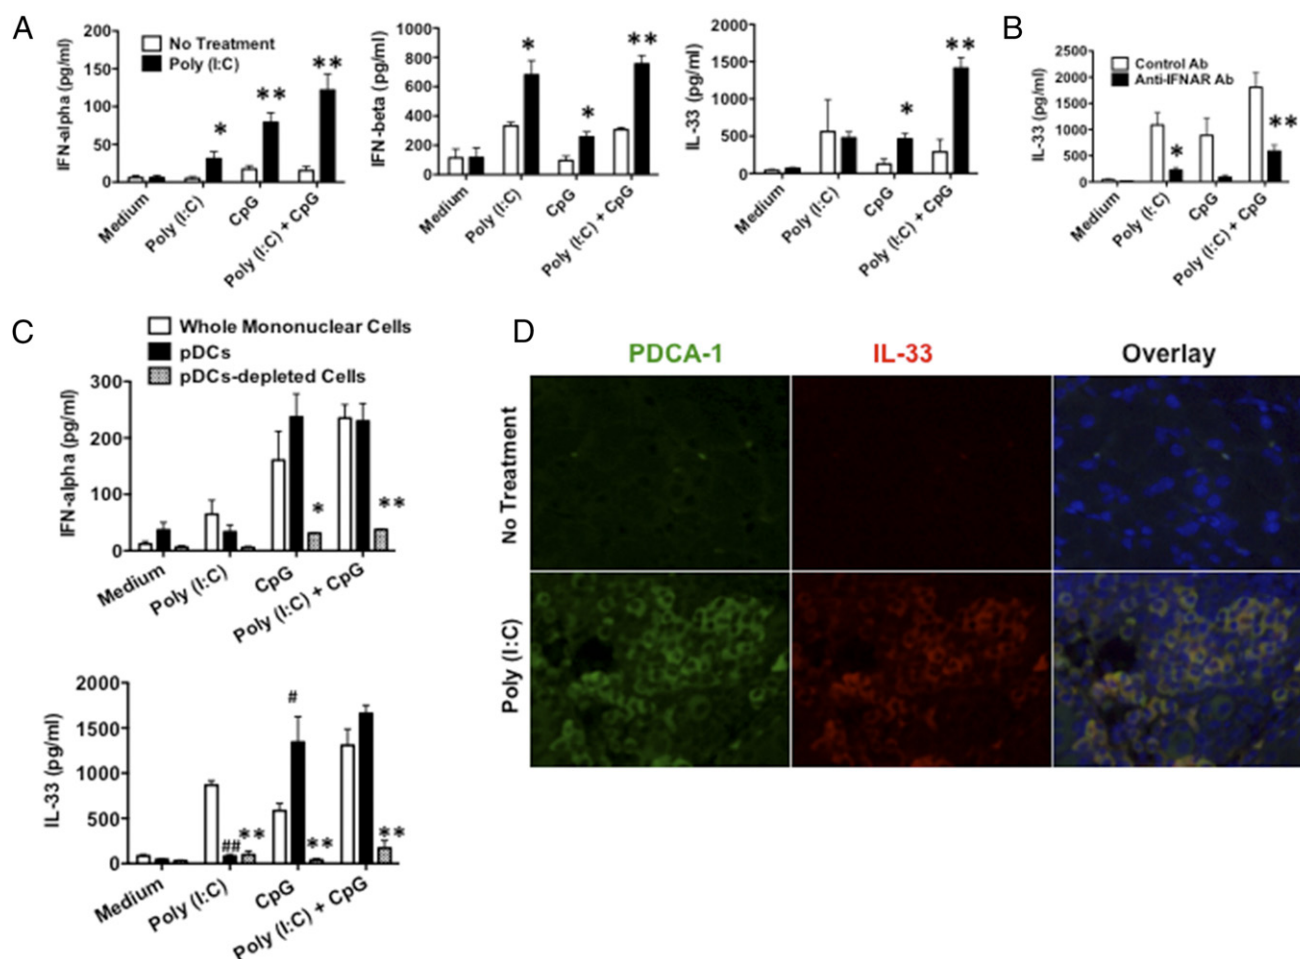 A
IFN-alpha (pg/ml)
200
150
100
50
0
No Treatment
Poly (I:C)
*
**
**
Medium
Poly (I:C)
CpG
Poly (I:C) + CpG
IFN-beta (pg/ml)
1000
800
600
400
200
0
*
*
**
Medium
Poly (I:C)
CpG
Poly (I:C) + CpG
IL-33 (pg/ml)
2000
1500
1000
500
0
*
**
Medium
Poly (I:C)
CpG
Poly (I:C) + CpG
B
IL-33 (pg/ml)
2500
2000
1500
1000
500
0
Control Ab
Anti-IFNAR Ab
*
**
Medium
Poly (I:C)
CpG
Poly (I:C) + CpG
C
Whole Mononuclear Cells
pDCs
pDCs-depleted Cells
IFN-alpha (pg/ml)
300
200
100
0
*
**
Medium
Poly (I:C)
CpG
Poly (I:C) + CpG
IL-33 (pg/ml)
2000
1500
1000
500
0
##
**
#
**
**
Medium
Poly (I:C)
CpG
Poly (I:C) + CpG
D
PDCA-1
IL-33
Overlay
No Treatment
Poly (I:C)